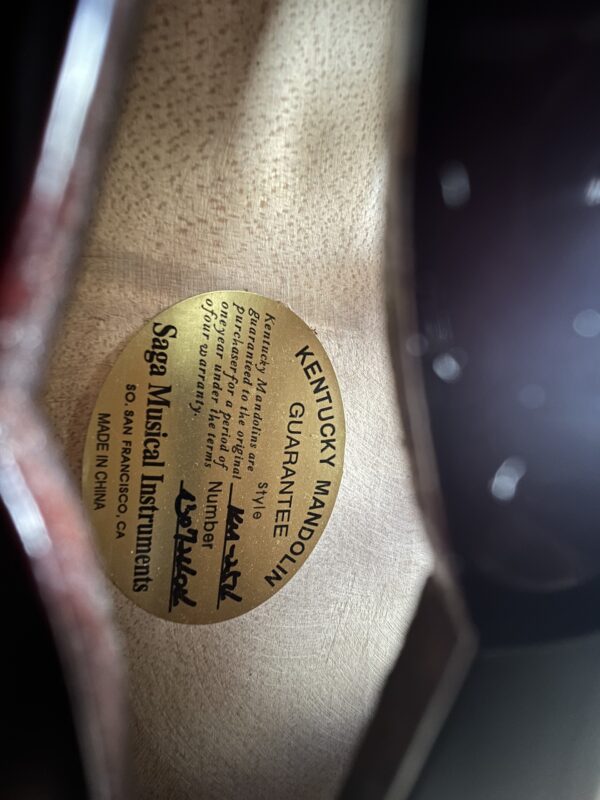 KENTUCKY MANDOLIN
GUARANTEE
Kentucky Mandolins are
guaranteed to the original
purchaser for a period of
one year under the terms
of our warranty.
Style
Number
Saga Musical Instruments
SO. SAN FRANCISCO, CA
MADE IN CHINA